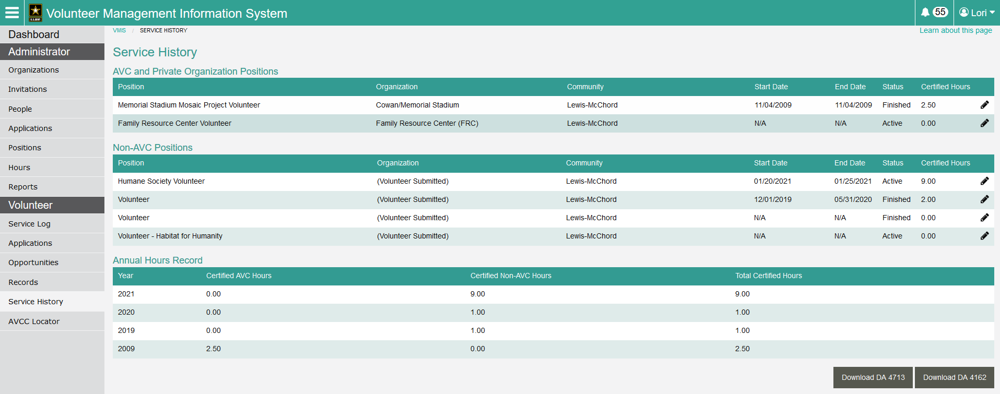 Volunteer Management Information System
55
Lori
U.S. ARMY
Dashboard
Administrator
Organizations
Invitations
People
Applications
Positions
Hours
Reports
Volunteer
Service Log
Applications
Opportunities
Records
Service History
AVCC Locator
VMIS / SERVICE HISTORY
Learn about this page
Service History
AVC and Private Organization Positions
Position Organization Community Start Date End Date Status Certified Hours
Memorial Stadium Mosaic Project Volunteer Cowan/Memorial Stadium Lewis-McChord 11/04/2009 11/04/2009 Finished 2.50
Family Resource Center Volunteer Family Resource Center (FRC) Lewis-McChord N/A N/A Active 0.00
Non-AVC Positions
Position Organization Community Start Date End Date Status Certified Hours
Humane Society Volunteer (Volunteer Submitted) Lewis-McChord 01/20/2021 01/25/2021 Active 9.00
Volunteer (Volunteer Submitted) Lewis-McChord 12/01/2019 05/31/2020 Finished 2.00
Volunteer (Volunteer Submitted) Lewis-McChord N/A N/A Finished 0.00
Volunteer - Habitat for Humanity (Volunteer Submitted) Lewis-McChord N/A N/A Active 0.00
Annual Hours Record
Year Certified AVC Hours Certified Non-AVC Hours Total Certified Hours
2021 0.00 9.00 9.00
2020 0.00 1.00 1.00
2019 0.00 1.00 1.00
2009 2.50 0.00 2.50
Download DA 4713
Download DA 4162